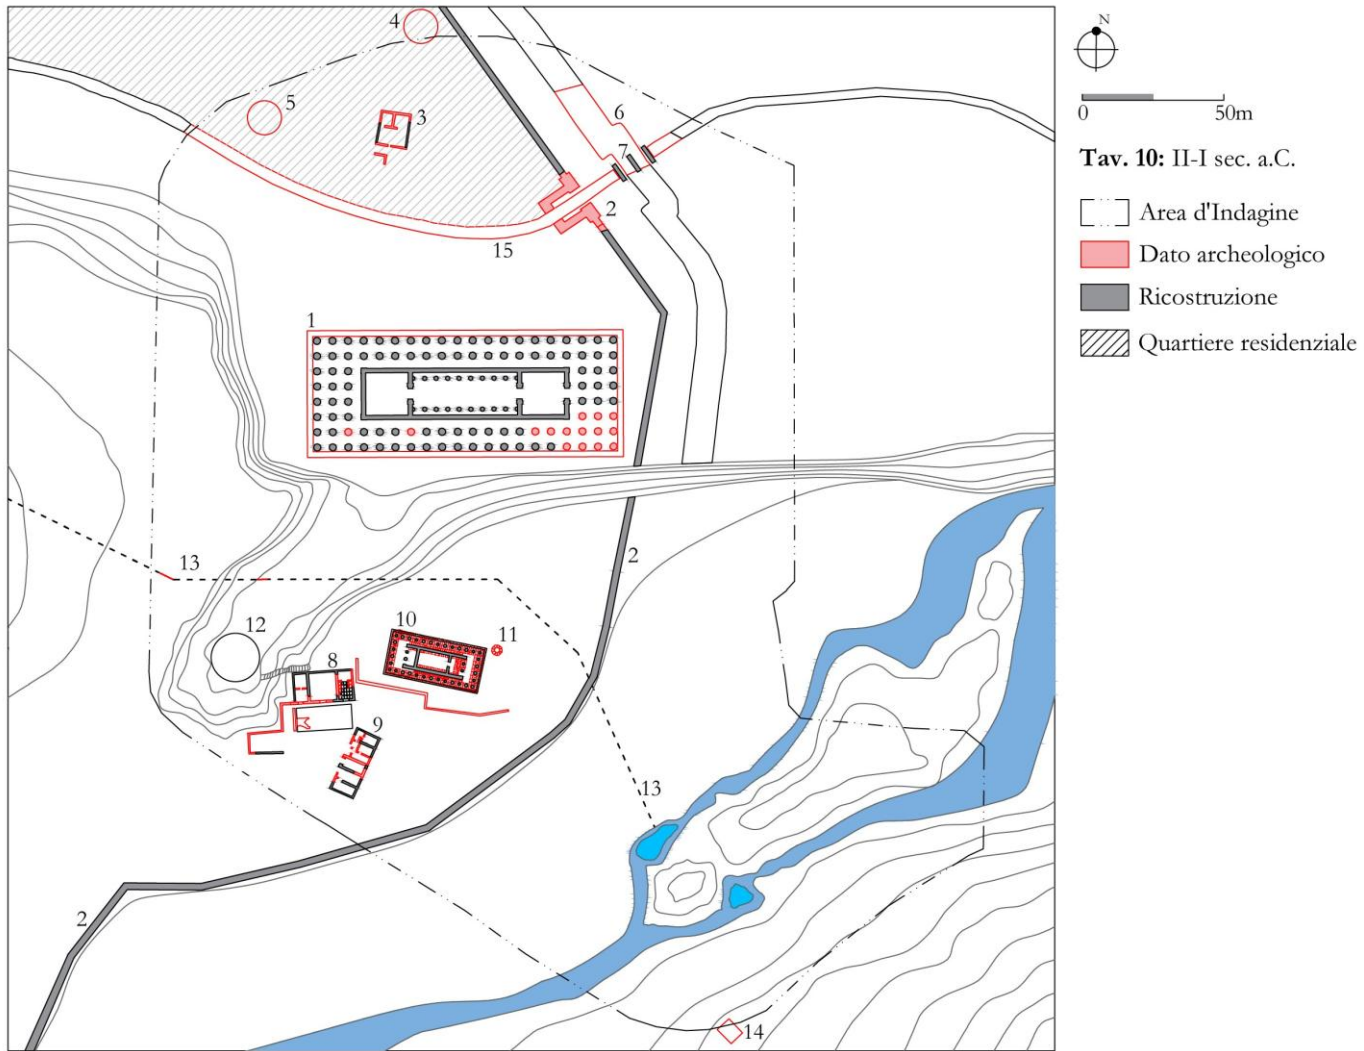 4
N
5
3
6
0 50m
7
Tav. 10: II-I sec. a.C.
2
Area d'Indagine
15
Dato archeologico
Ricostruzione
1
Quartiere residenziale
2
13
12
10
11
8
9
13
2
14